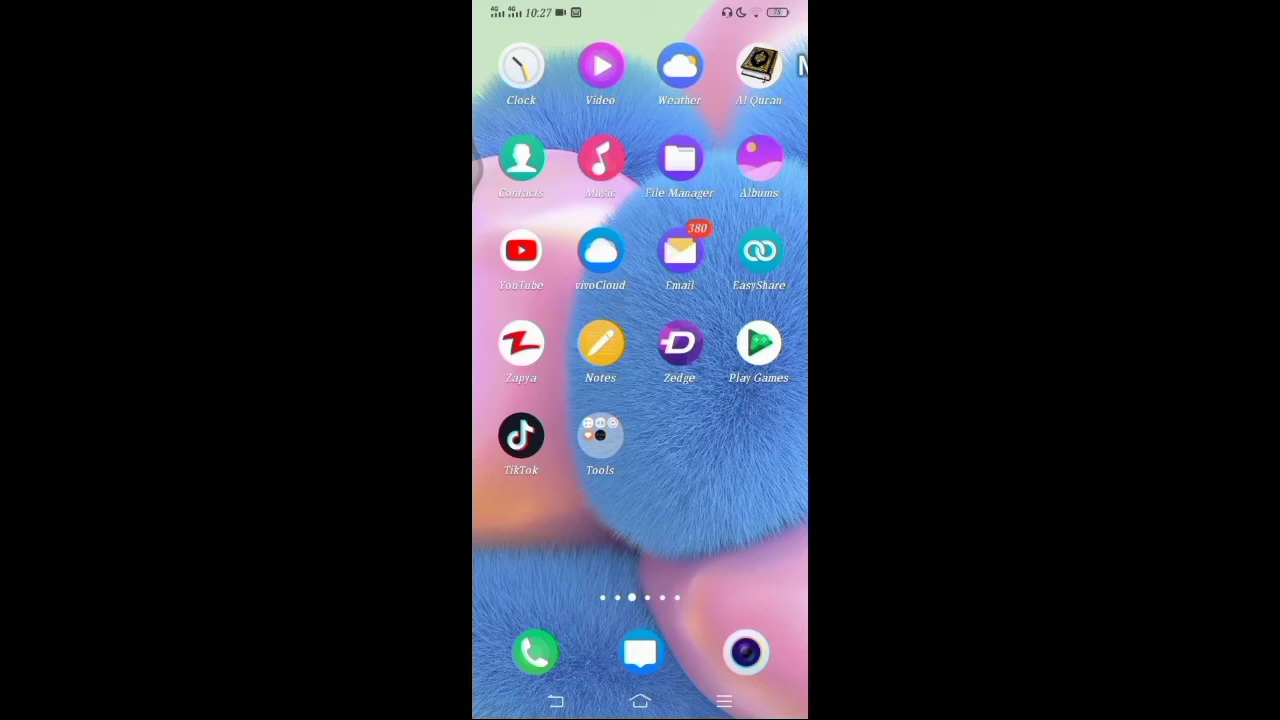 4G 4G 10:27 75
Clock Video Weather Al Quran
Contacts Music File Manager Albums
380
YouTube vivoCloud Email EasyShare
Zapya Notes Zedge Play Games
TikTok Tools